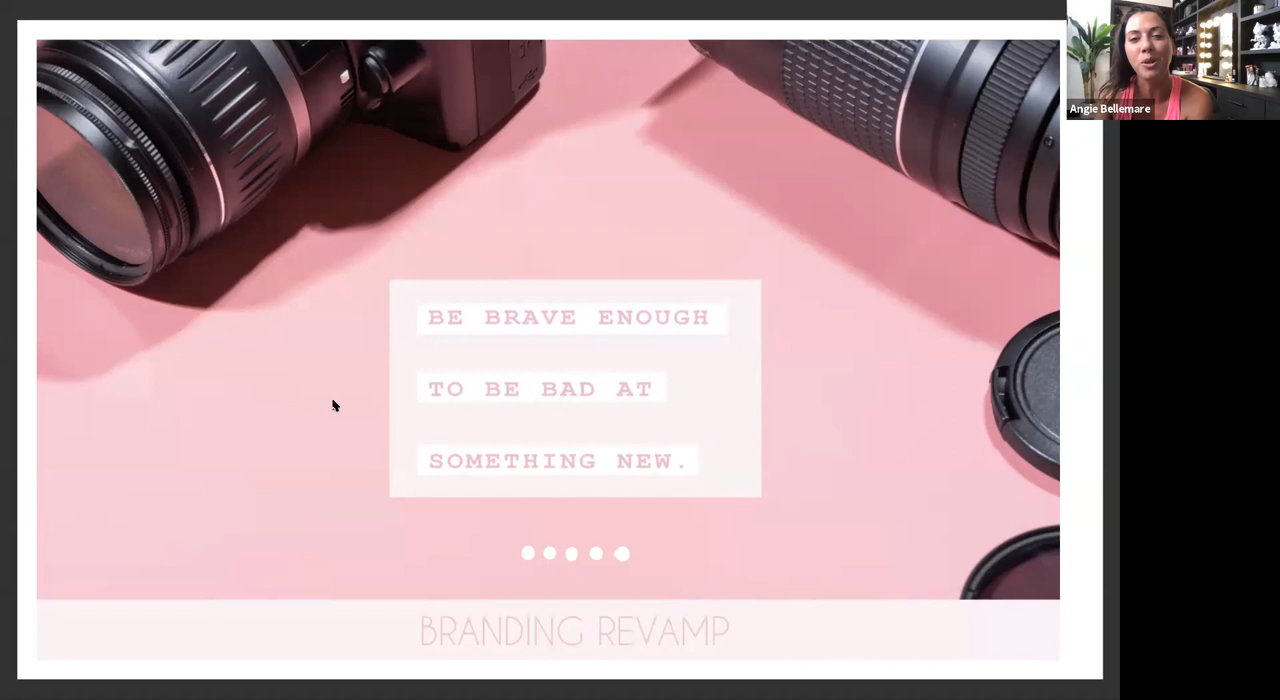 Angie Bellemare
BE BRAVE ENOUGH
TO BE BAD AT
SOMETHING NEW.
BRANDING REVAMP